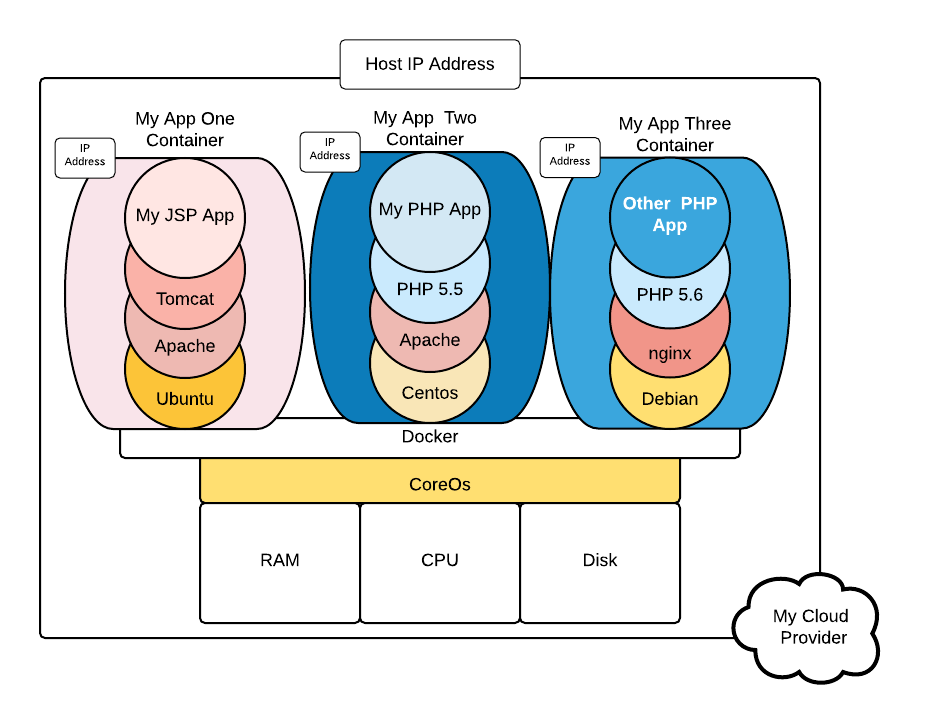 Host IP Address
My App One
Container
IP
Address
My JSP App
Tomcat
Apache
Ubuntu
My App Two
Container
IP
Address
My PHP App
PHP 5.5
Apache
Centos
My App Three
Container
IP
Address
Other PHP
App
PHP 5.6
nginx
Debian
Docker
CoreOs
RAM
CPU
Disk
My Cloud
Provider